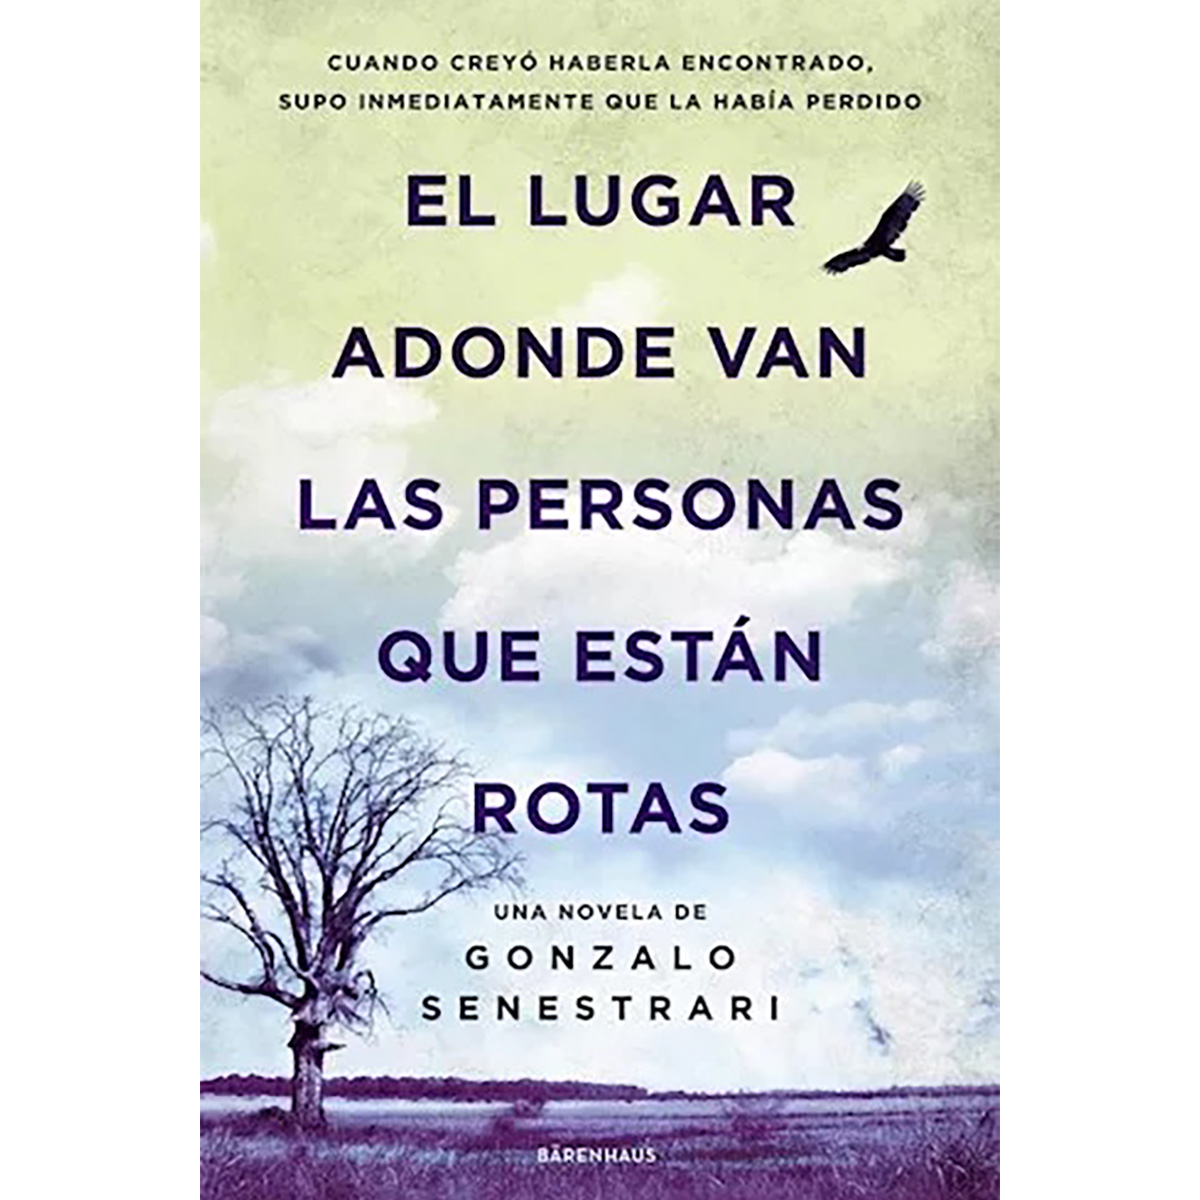 CUANDO CREYÓ HABERLA ENCONTRADO,
SUPO INMEDIATAMENTE QUE LA HABÍA PERDIDO
EL LUGAR
ADONDE VAN
LAS PERSONAS
QUE ESTÁN
ROTAS
UNA NOVELA DE
GONZALO
SENESTRARI
BÄRENHAUS